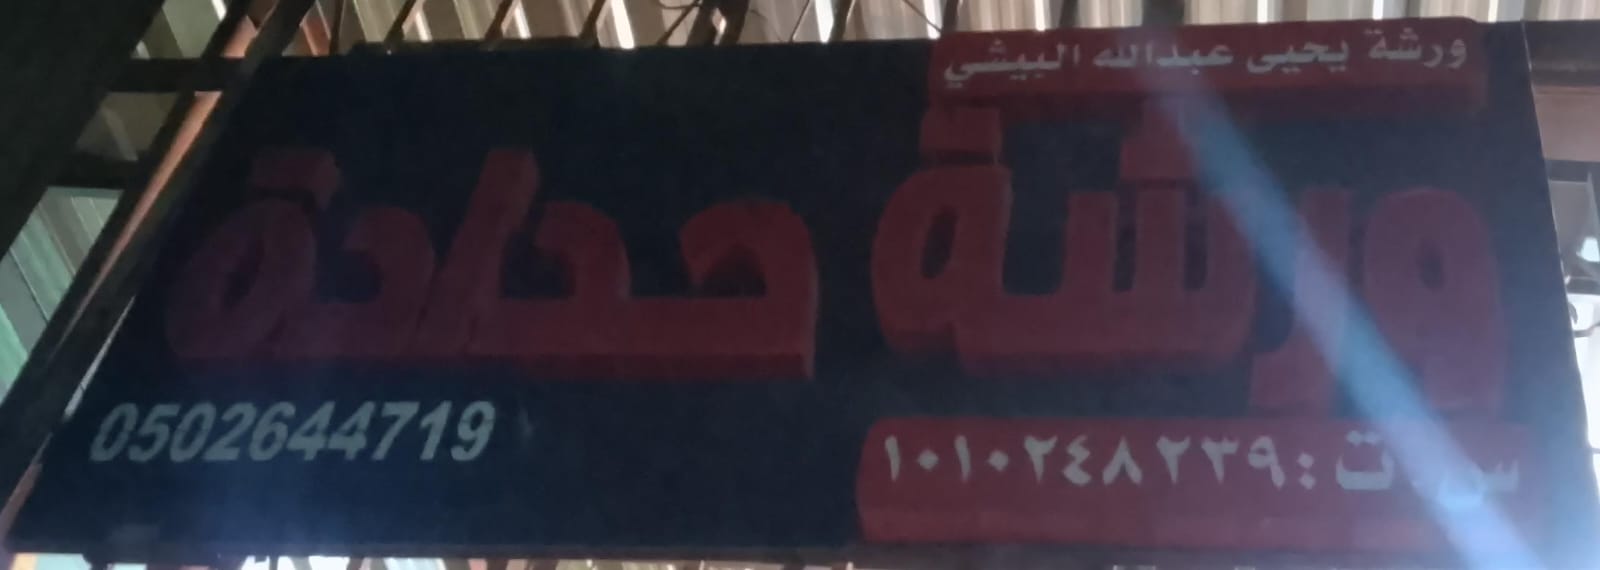 ورشة يحيى عبدالله البيشي
ورشة حدادة
س.ت: ١٠١٠٢٤٨٢٣٩
0502644719